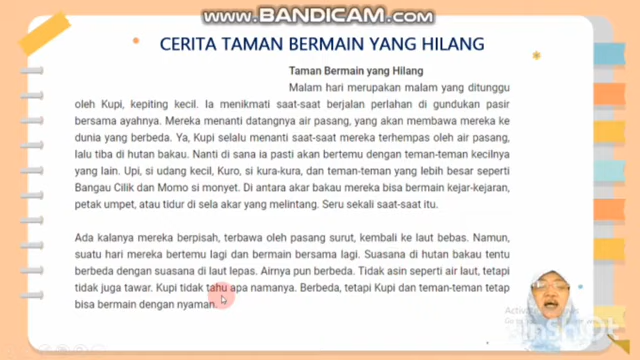 www.BANDICAM.com
CERITA TAMAN BERMAIN YANG HILANG
Taman Bermain yang Hilang
Malam hari merupakan malam yang ditunggu
oleh Kupi, kepiting kecil. Ia menikmati saat-saat berjalan perlahan di gundukan pasir
bersama ayahnya. Mereka menanti datangnya air pasang, yang akan membawa mereka ke
dunia yang berbeda. Ya, Kupi selalu menanti saat-saat mereka terhempas oleh air pasang,
lalu tiba di hutan bakau. Nanti di sana ia pasti akan bertemu dengan teman-teman kecilnya
yang lain. Upi, si udang kecil, Kuro, si kura-kura, dan teman-teman yang lebih besar seperti
Bangau Cilik dan Momo si monyet. Di antara akar bakau mereka bisa bermain kejar-kejaran,
petak umpet, atau tidur di sela akar yang melintang. Seru sekali saat-saat itu.
Ada kalanya mereka berpisah, terbawa oleh pasang surut, kembali ke laut bebas. Namun,
suatu hari mereka bertemu lagi dan bermain bersama lagi. Suasana di hutan bakau tentu
berbeda dengan suasana di laut lepas. Airnya pun berbeda. Tidak asin seperti air laut, tetapi
tidak juga tawar. Kupi tidak tahu apa namanya. Berbeda, tetapi Kupi dan teman-teman tetap
bisa bermain dengan nyaman.